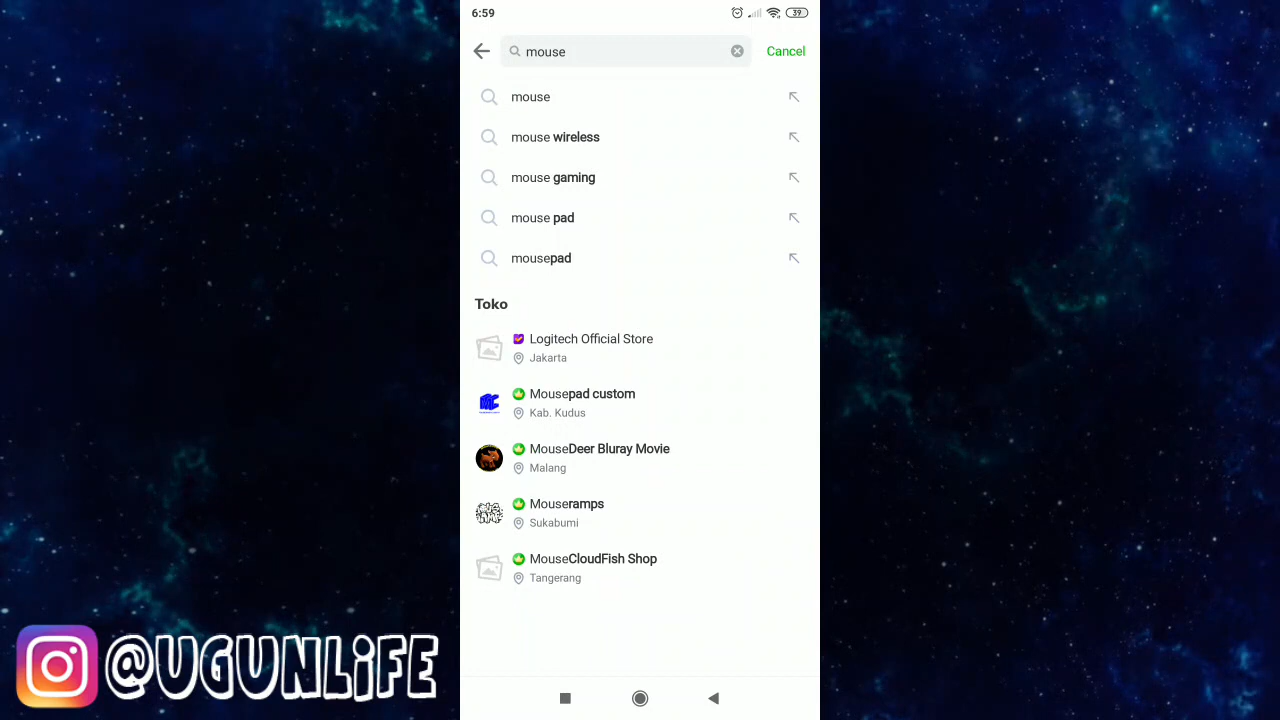 6:59
39
mouse
Cancel
mouse
mouse wireless
mouse gaming
mouse pad
mousepad
Toko
Logitech Official Store
Jakarta
Mousepad custom
Kab. Kudus
MouseDeer Bluray Movie
Malang
Mouseramps
Sukabumi
MouseCloudFish Shop
Tangerang
@UGUNLiFE